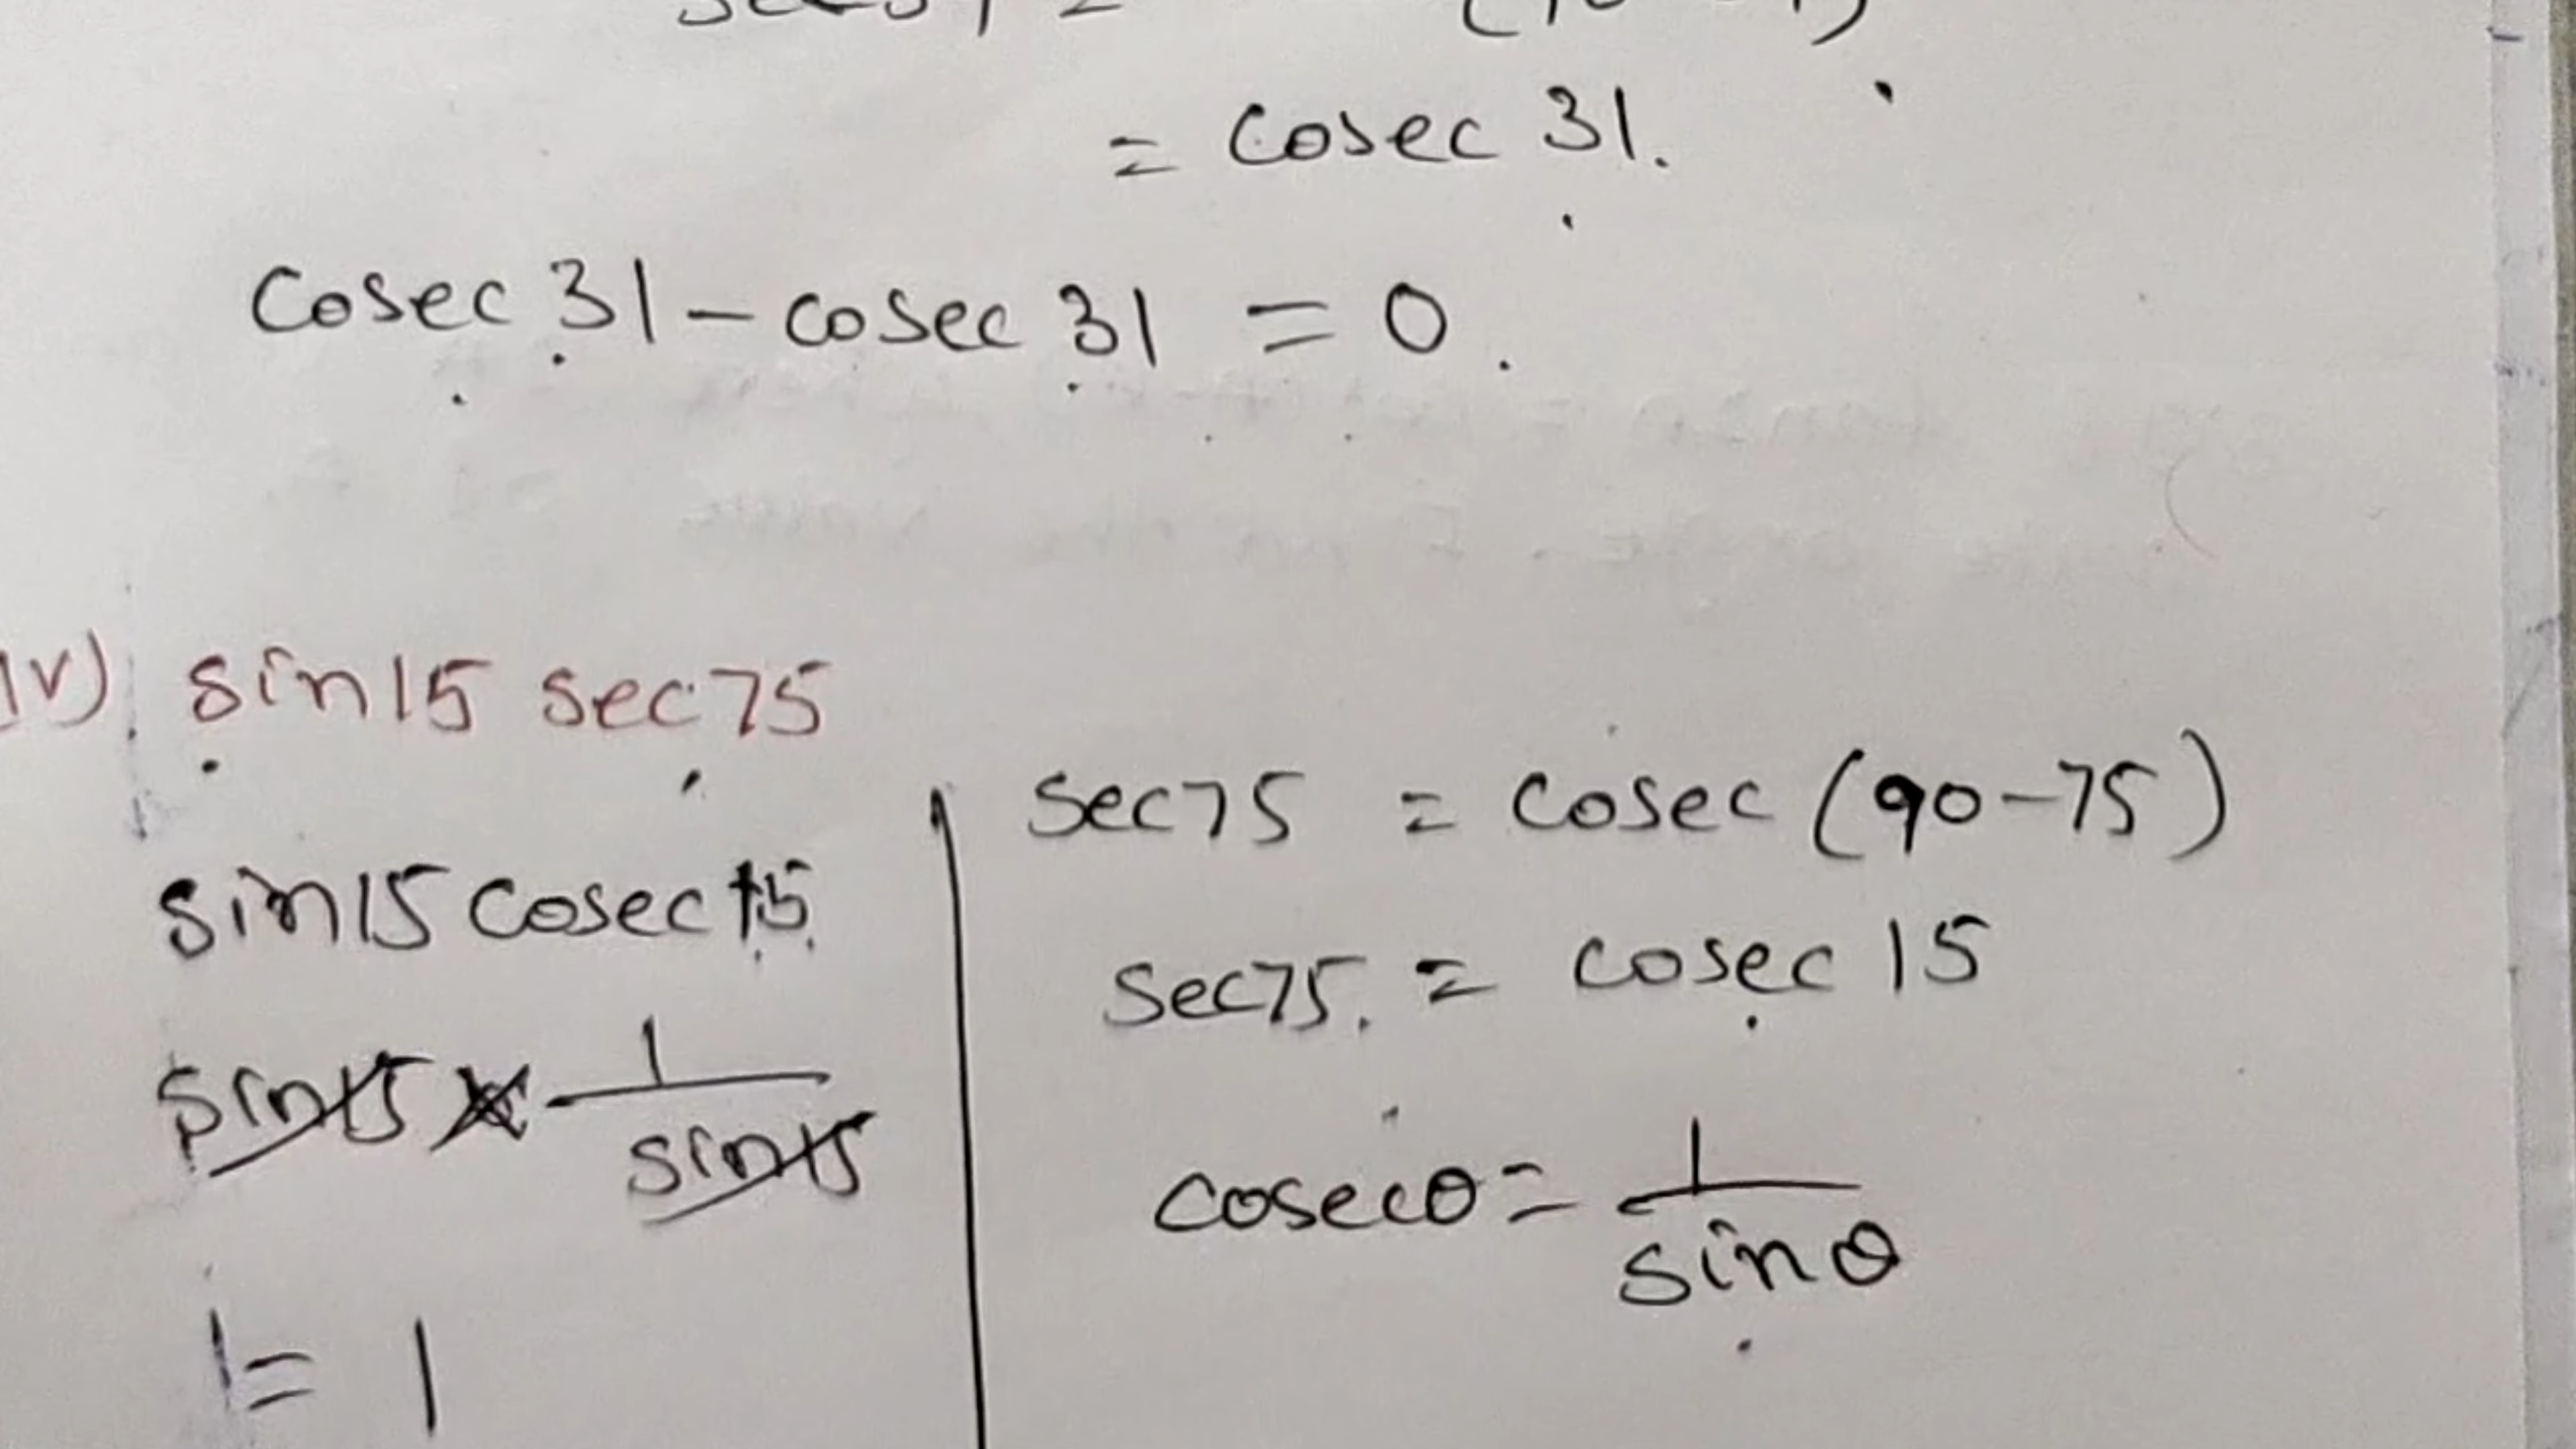 = cosec 31.
Cosec 31 - cosec 31 = 0.
iv). sin15 sec75
sin15 cosec 15
sin15 × 1/sin15
= 1
sec75 = cosec (90-75)
sec75. = cosec 15
cosecθ = 1/sinθ